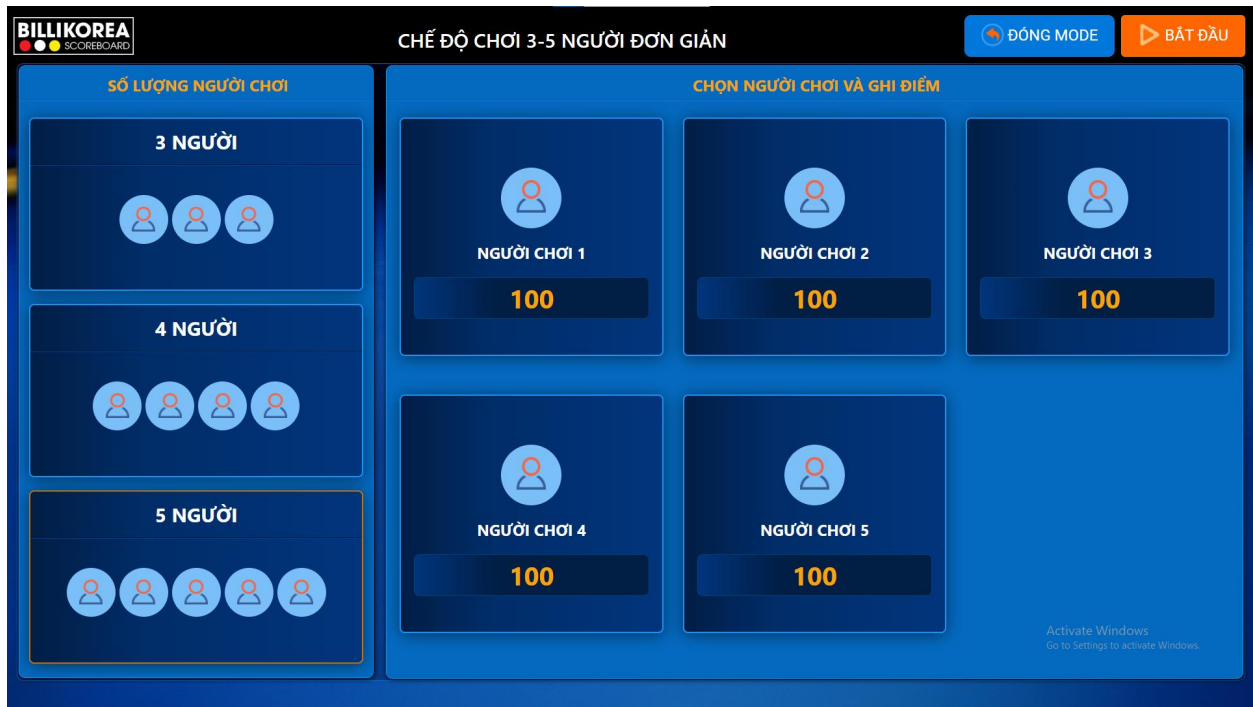 BILLIKOREA
SCOREBOARD
CHẾ ĐỘ CHƠI 3-5 NGƯỜI ĐƠN GIẢN
ĐÓNG MODE
BẮT ĐẦU
SỐ LƯỢNG NGƯỜI CHƠI
3 NGƯỜI
4 NGƯỜI
5 NGƯỜI
CHỌN NGƯỜI CHƠI VÀ GHI ĐIỂM
NGƯỜI CHƠI 1
100
NGƯỜI CHƠI 2
100
NGƯỜI CHƠI 3
100
NGƯỜI CHƠI 4
100
NGƯỜI CHƠI 5
100
Activate Windows
Go to Settings to activate Windows.